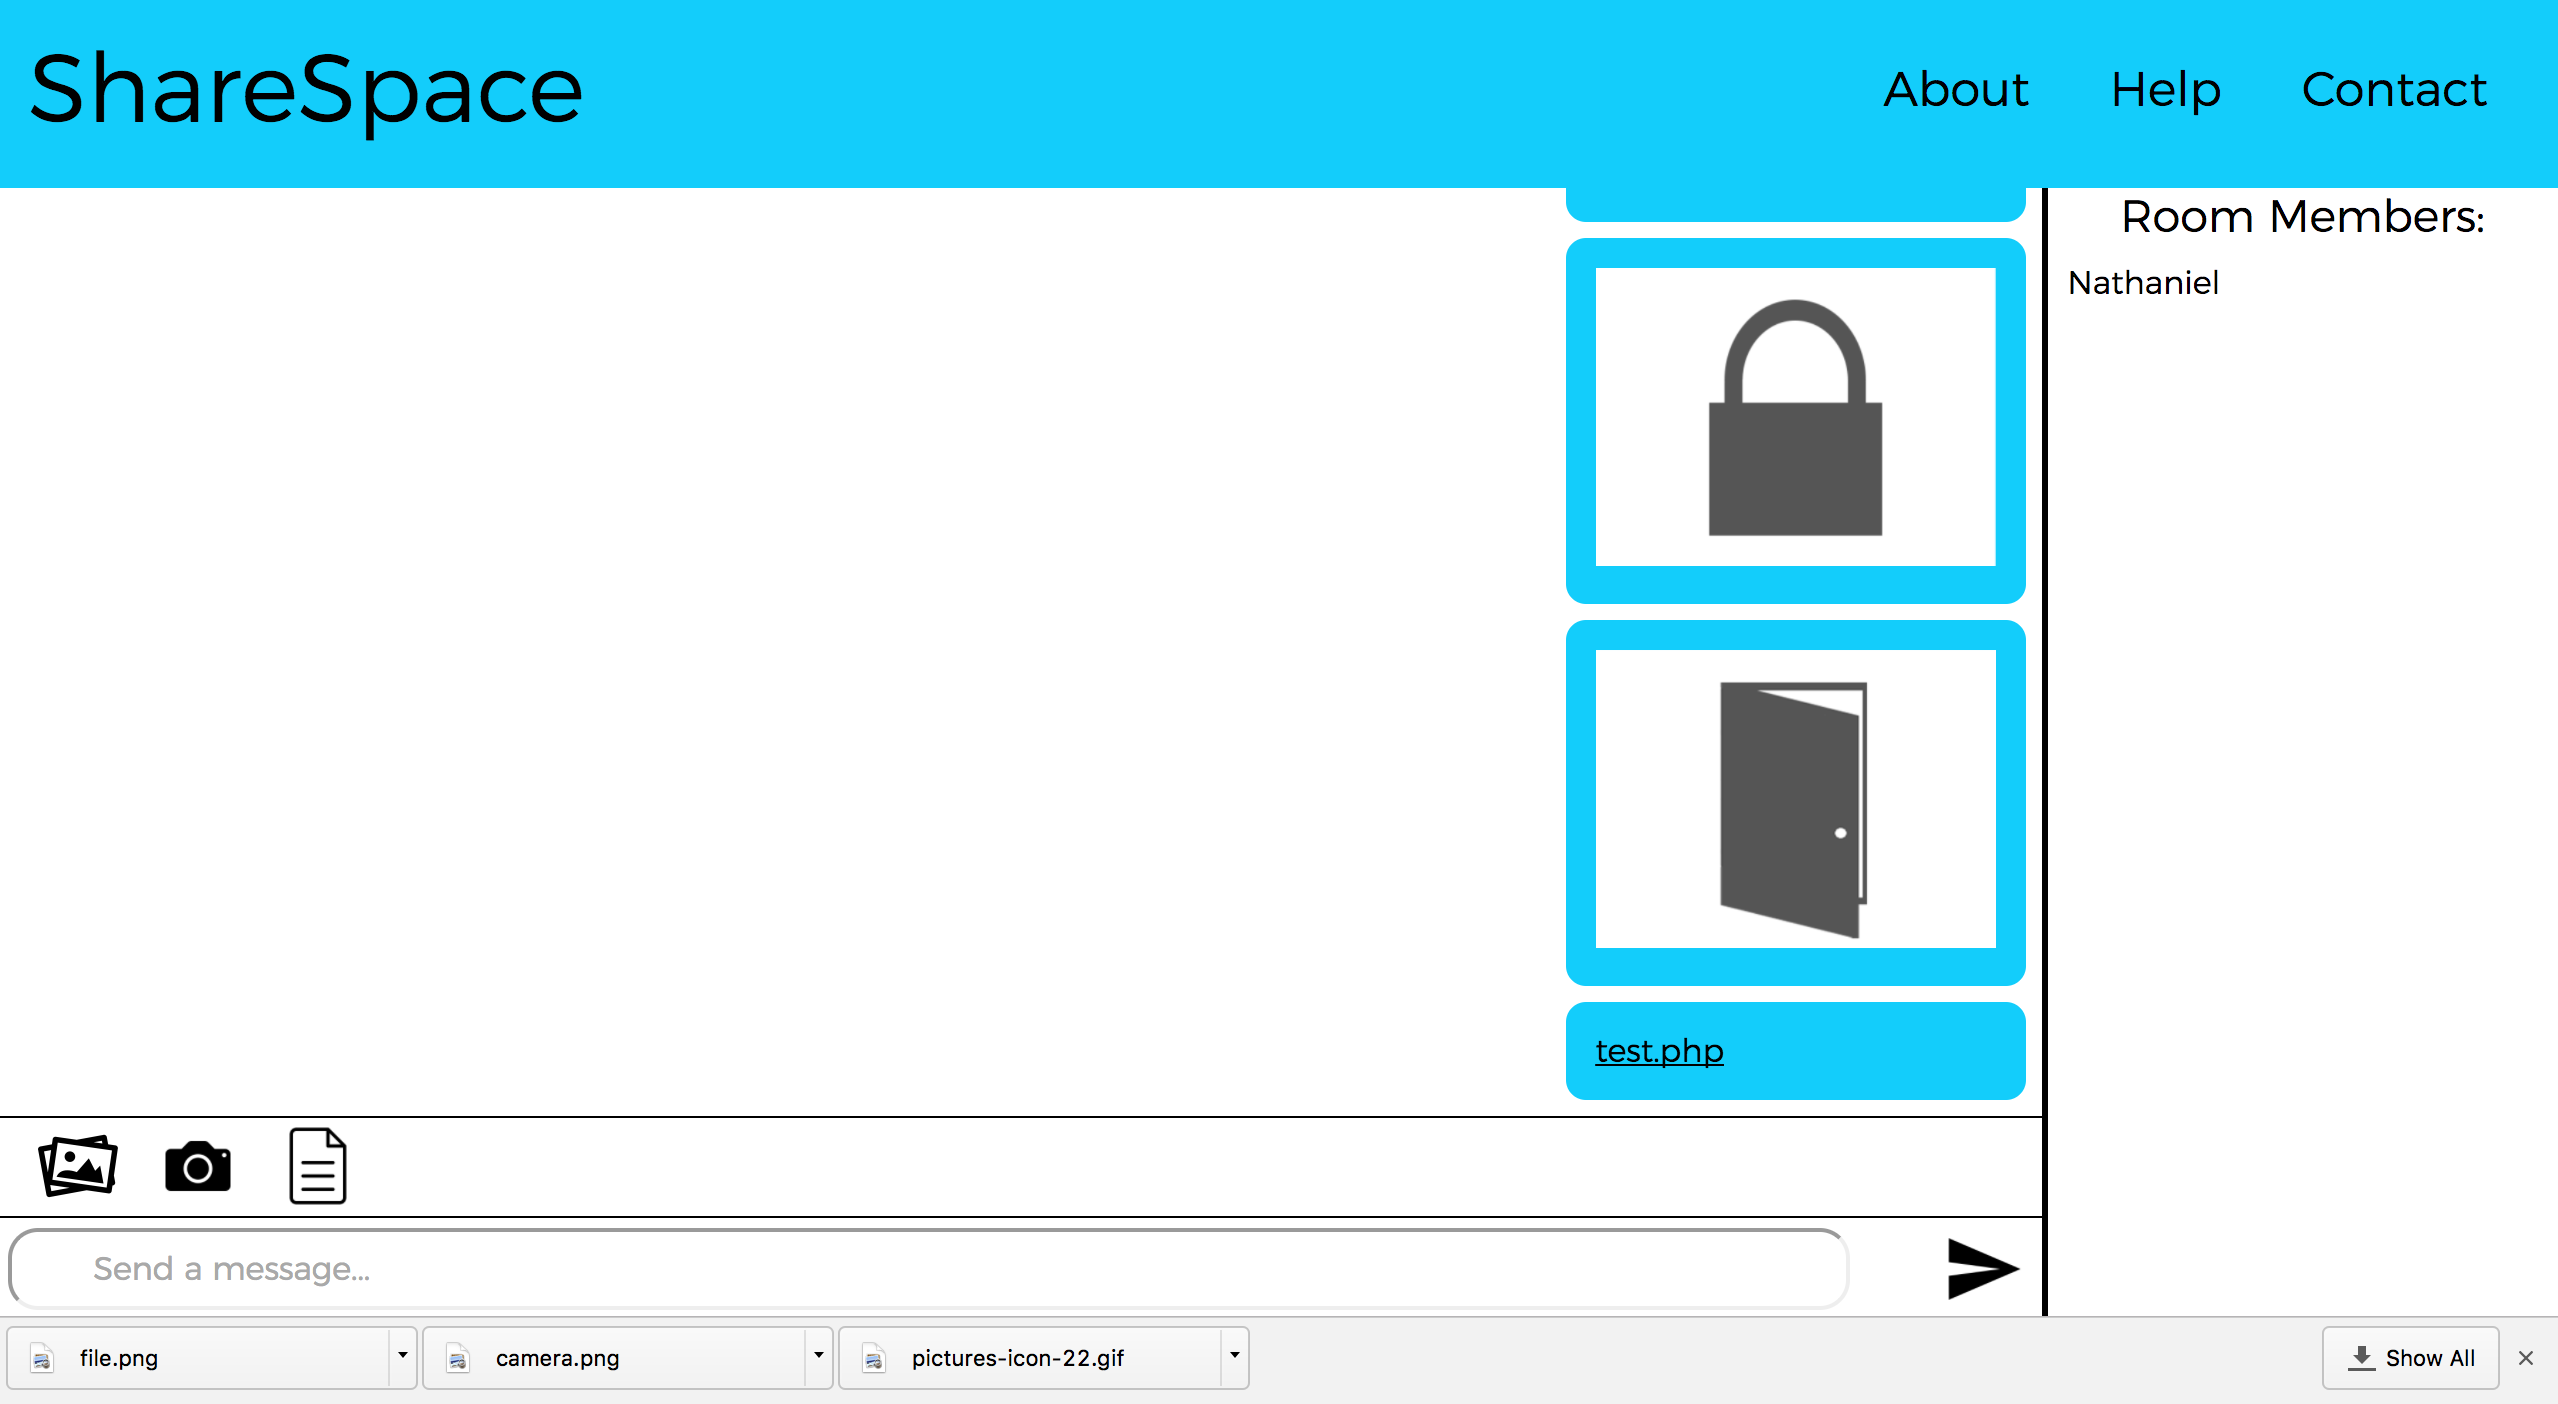 ShareSpace
About Help Contact
Room Members:
Nathaniel
test.php
Send a message...
file.png
camera.png
pictures-icon-22.gif
Show All